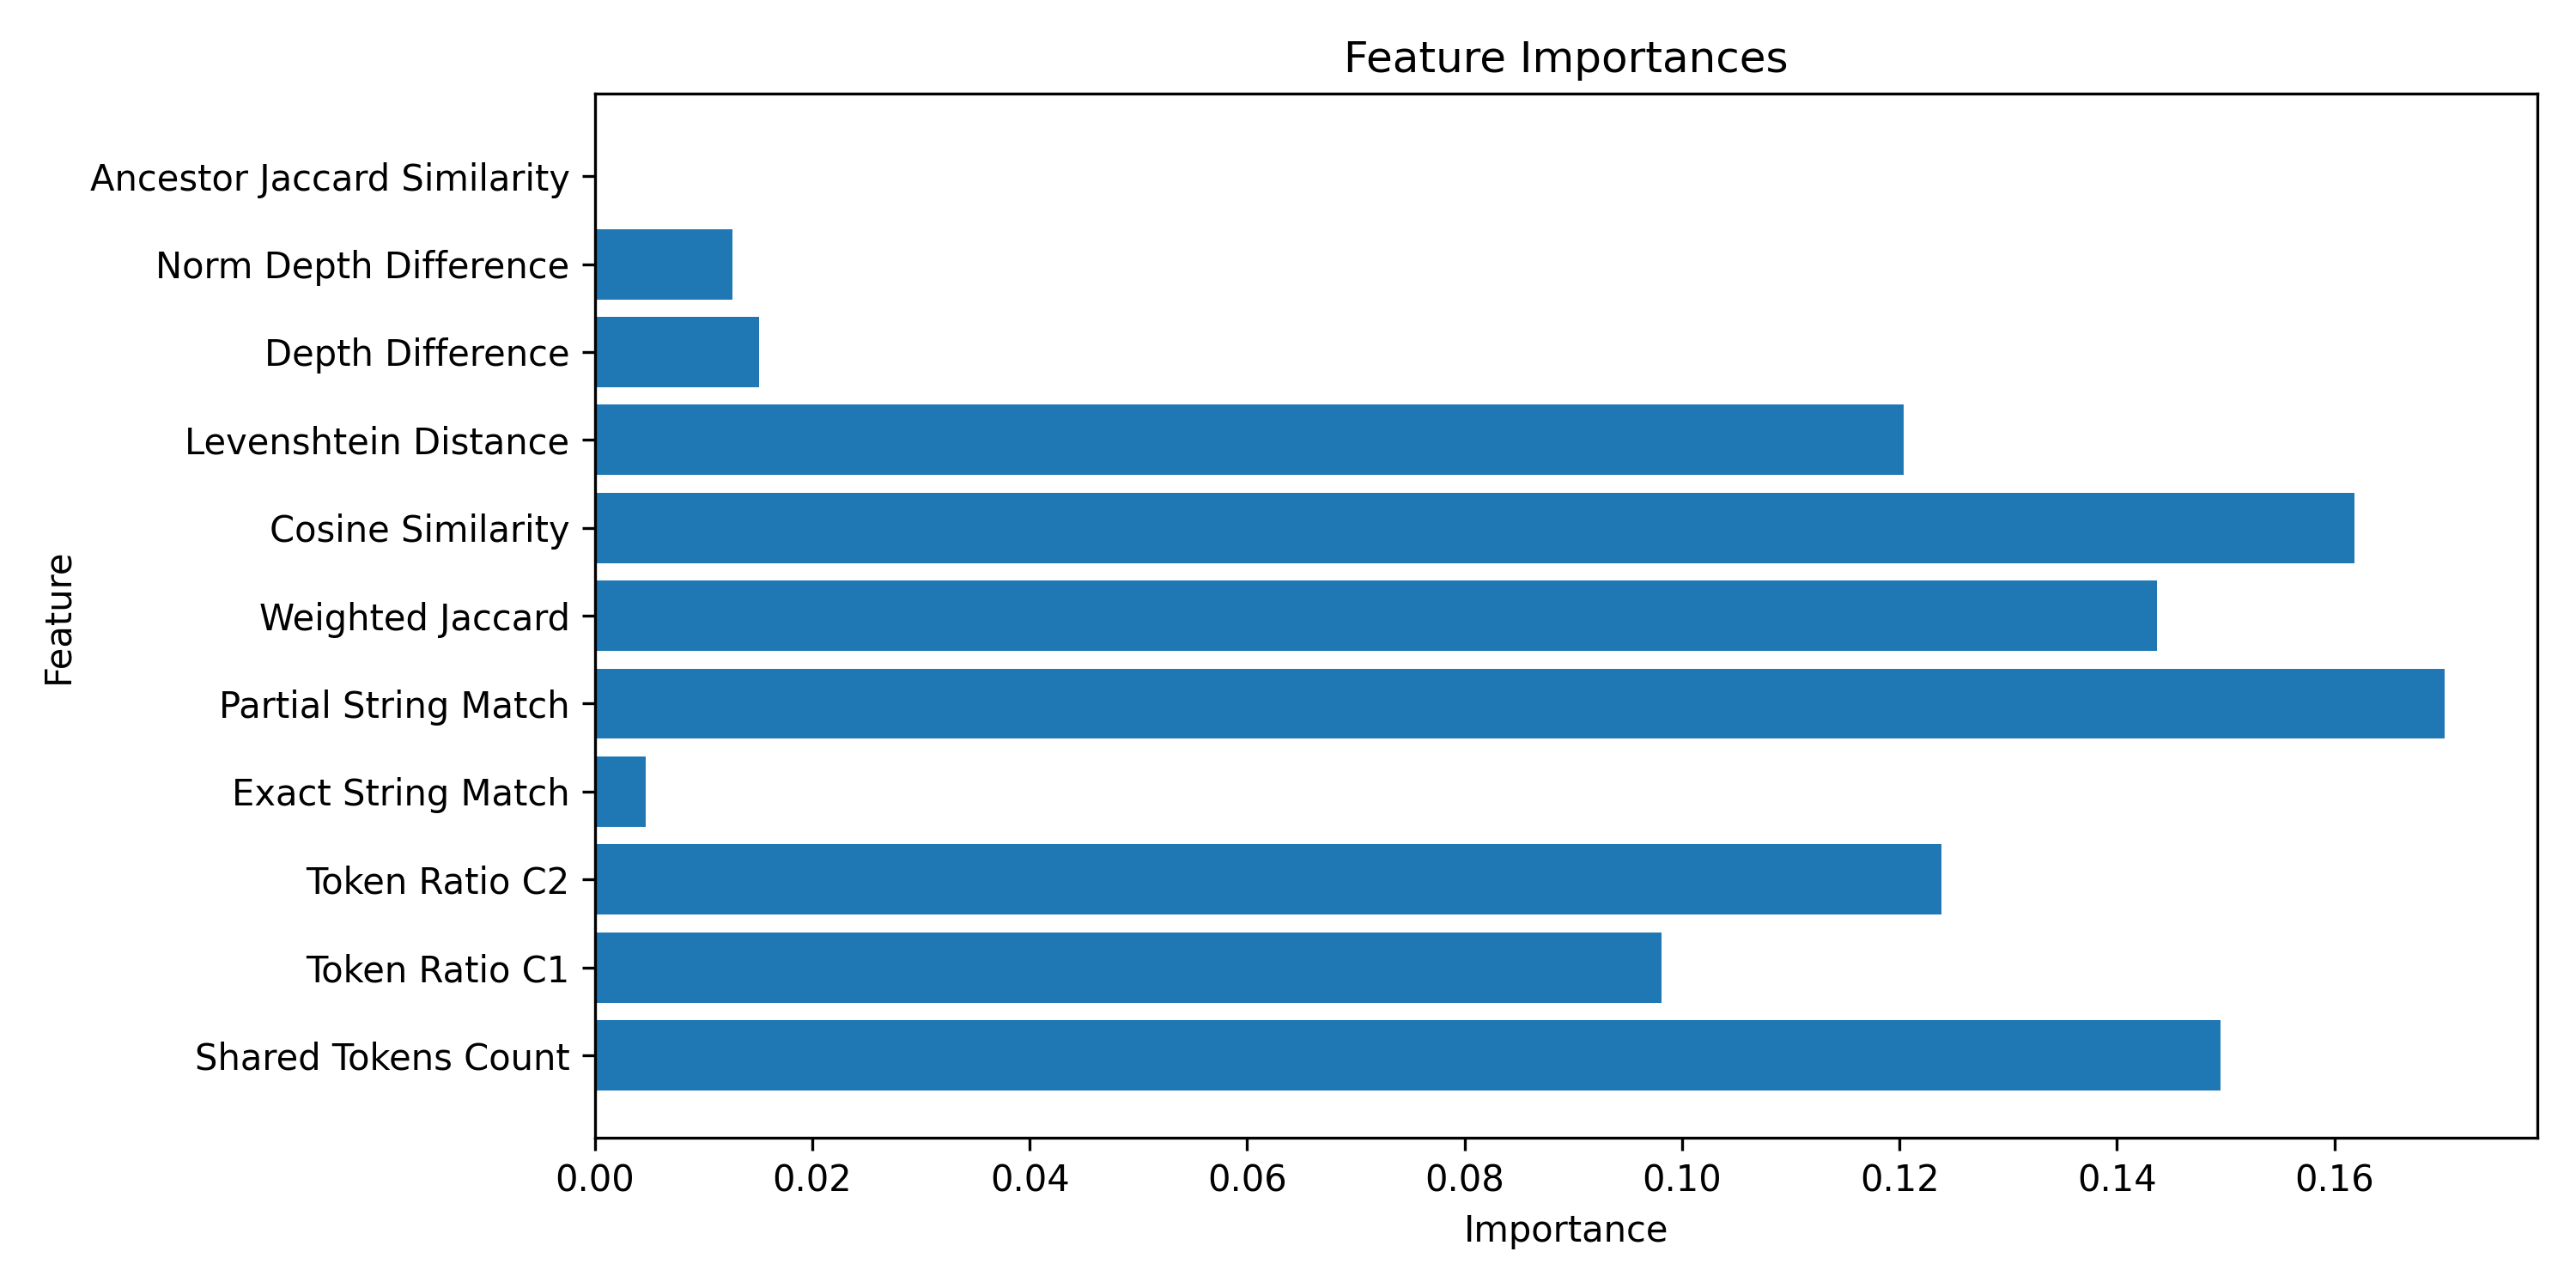 Feature Importances
Ancestor Jaccard Similarity
Norm Depth Difference
Depth Difference
Levenshtein Distance
Cosine Similarity
Weighted Jaccard
Partial String Match
Exact String Match
Token Ratio C2
Token Ratio C1
Shared Tokens Count
Feature
0.00 0.02 0.04 0.06 0.08 0.10 0.12 0.14 0.16
Importance